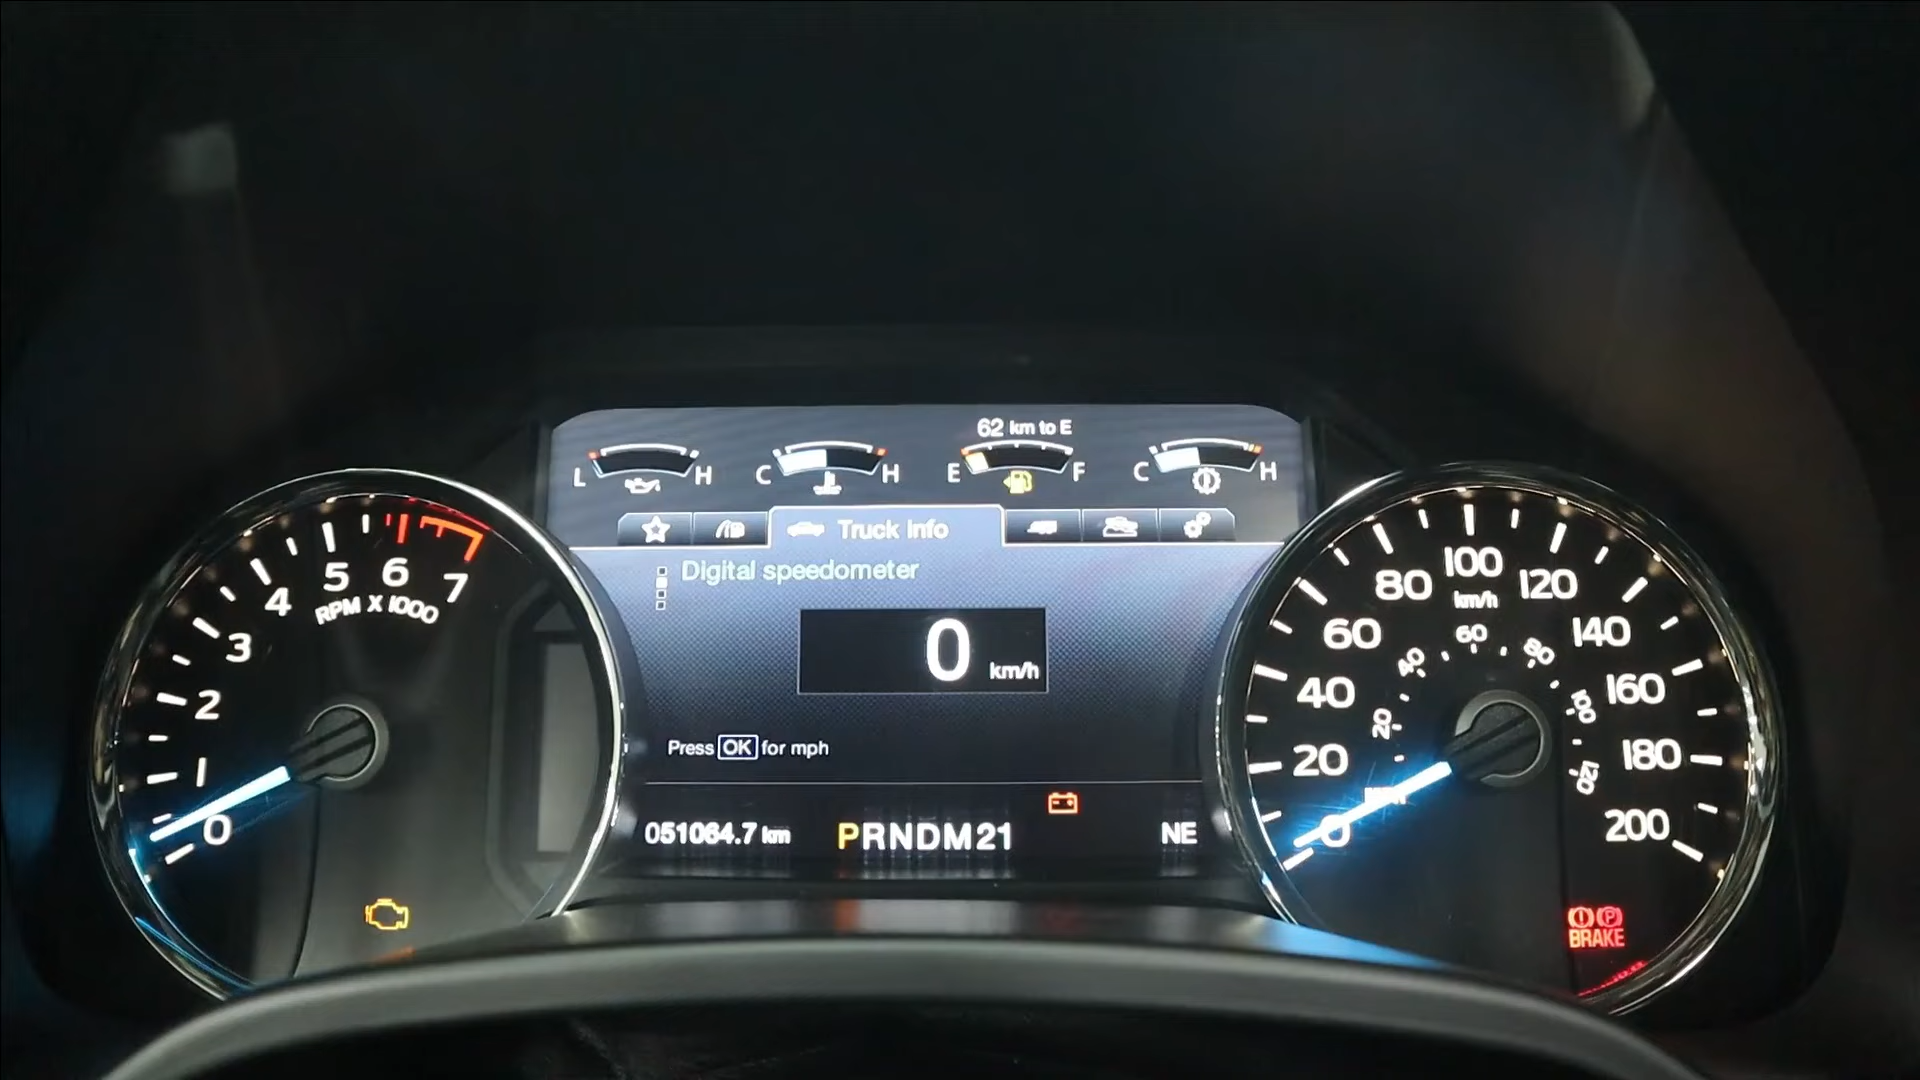 62 km to E
L H C H E F C H
Truck Info
Digital speedometer
0 km/h
Press OK for mph
051064.7 km
PRNDM21
NE
0 1 2 3 4 5 6 7
RPM X 1000
0 20 40 60 80 100 120 140 160 180 200
km/h
20 40 60 80 100 120
MPH
P
BRAKE